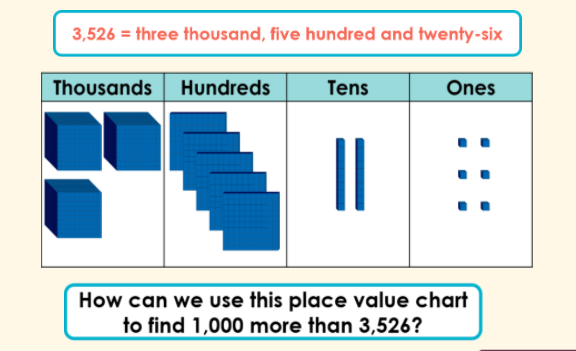 3,526 = three thousand, five hundred and twenty-six
Thousands Hundreds Tens Ones
How can we use this place value chart
to find 1,000 more than 3,526?